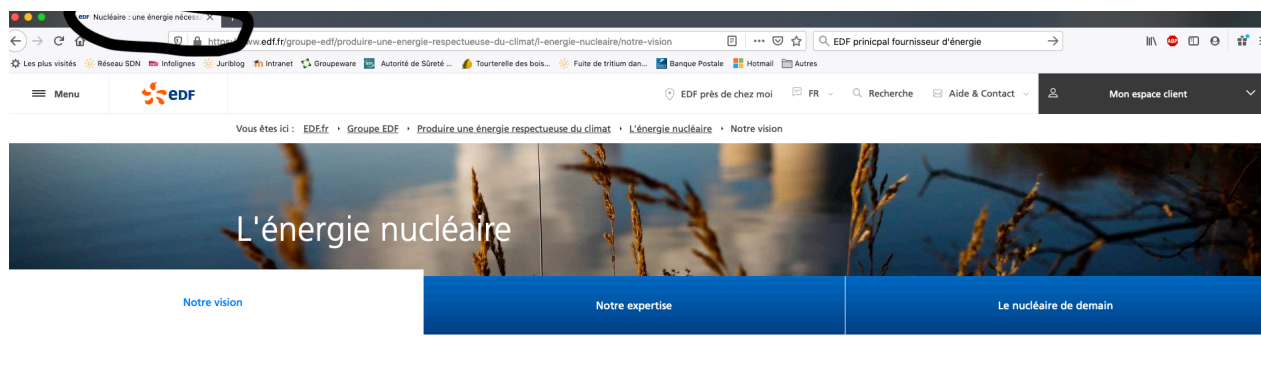 edf Nucléaire : une énergie nécess
www.edf.fr/groupe-edf/produire-une-energie-respectueuse-du-climat/l-energie-nucleaire/notre-vision EDF prinicpal fournisseur d'énergie
Les plus visités Réseau SDN Infolignes Juriblog Intranet Groupeware Autorité de Sûreté ... Tourterelle des bois... Fuite de tritium dan... Banque Postale Hotmail Autres
Menu edf EDF près de chez moi FR Recherche Aide & Contact Mon espace client
Vous êtes ici : EDF.fr Groupe EDF Produire une énergie respectueuse du climat L'énergie nucléaire Notre vision
L'énergie nucléaire
Notre vision Notre expertise Le nucléaire de demain